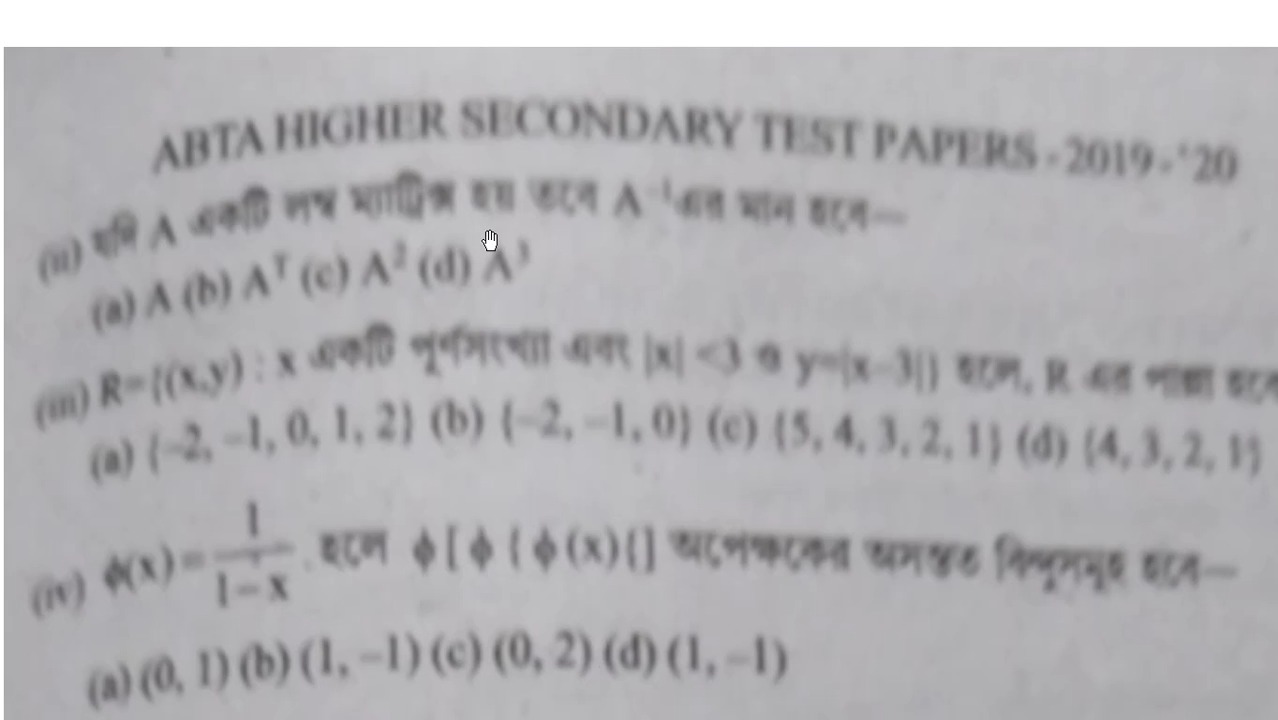 ABTA HIGHER SECONDARY TEST PAPERS - 2019 - '20
(ii) যদি A একটি লম্ব ম্যাট্রিক্স হয় তবে A⁻¹ এর মান হবে—
(a) A (b) Aᵀ (c) A² (d) A³
(iii) R={(x,y) : x একটি পূর্ণসংখ্যা এবং |x| <3 ও y=|x-3|} হলে, R এর পাল্লা হবে
(a) {-2, -1, 0, 1, 2} (b) {-2, -1, 0} (c) {5, 4, 3, 2, 1} (d) {4, 3, 2, 1}
(iv) ϕ(x)= 1/(1-x) হলে ϕ [ ϕ { ϕ (x) {] অপেক্ষকের অসন্তত বিন্দুসমূহ হবে—
(a) (0, 1) (b) (1, -1) (c) (0, 2) (d) (1, -1)